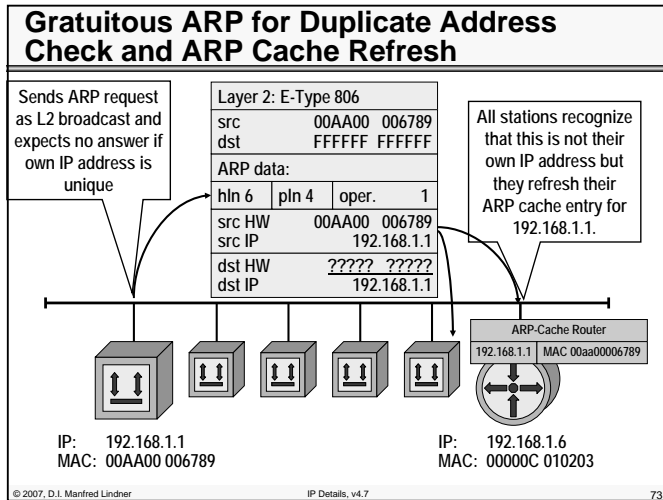 Gratuitous ARP for Duplicate Address
Check and ARP Cache Refresh
Sends ARP request
as L2 broadcast and
expects no answer if
own IP address is
unique
Layer 2: E-Type 806
src 00AA00 006789
dst FFFFFF FFFFFF
ARP data:
hln 6 pln 4 oper. 1
src HW 00AA00 006789
src IP 192.168.1.1
dst HW ????? ?????
dst IP 192.168.1.1
All stations recognize
that this is not their
own IP address but
they refresh their
ARP cache entry for
192.168.1.1.
ARP-Cache Router
192.168.1.1 MAC 00aa00006789
IP: 192.168.1.1
MAC: 00AA00 006789
IP: 192.168.1.6
MAC: 00000C 010203
© 2007, D.I. Manfred Lindner IP Details, v4.7 73